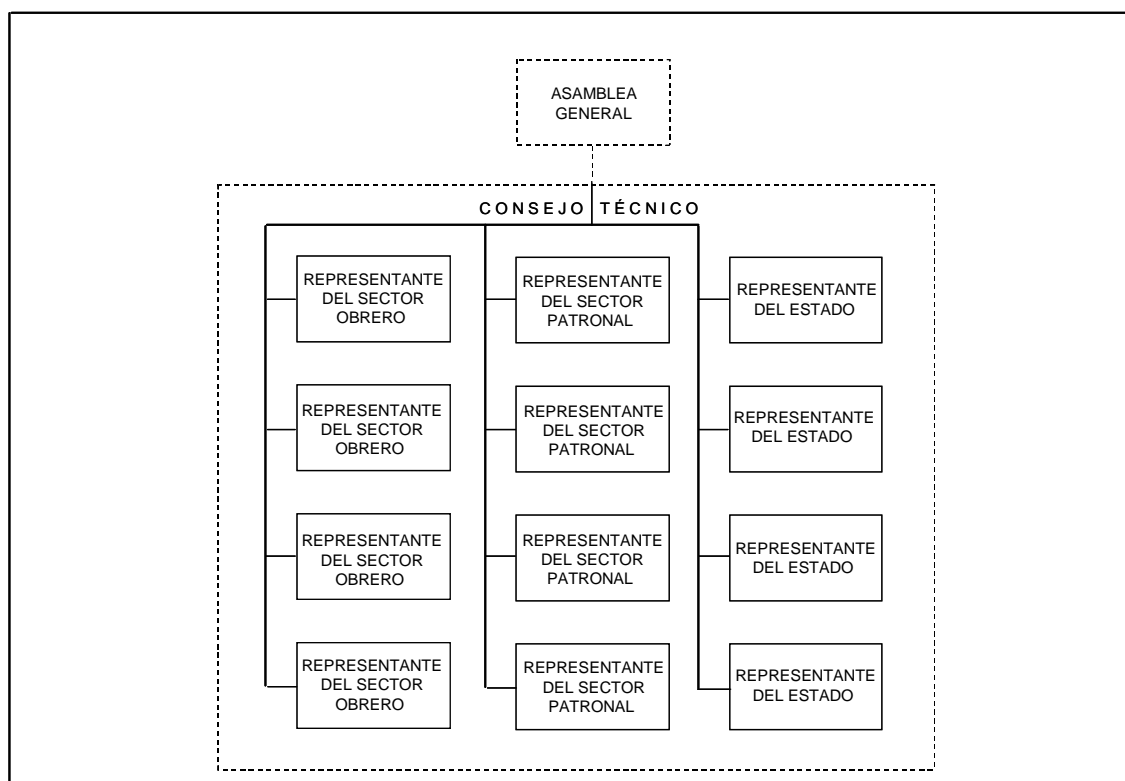 ASAMBLEA
GENERAL
CONSEJO TÉCNICO
REPRESENTANTE
DEL SECTOR
OBRERO
REPRESENTANTE
DEL SECTOR
PATRONAL
REPRESENTANTE
DEL ESTADO
REPRESENTANTE
DEL SECTOR
OBRERO
REPRESENTANTE
DEL SECTOR
PATRONAL
REPRESENTANTE
DEL ESTADO
REPRESENTANTE
DEL SECTOR
OBRERO
REPRESENTANTE
DEL SECTOR
PATRONAL
REPRESENTANTE
DEL ESTADO
REPRESENTANTE
DEL SECTOR
OBRERO
REPRESENTANTE
DEL SECTOR
PATRONAL
REPRESENTANTE
DEL ESTADO